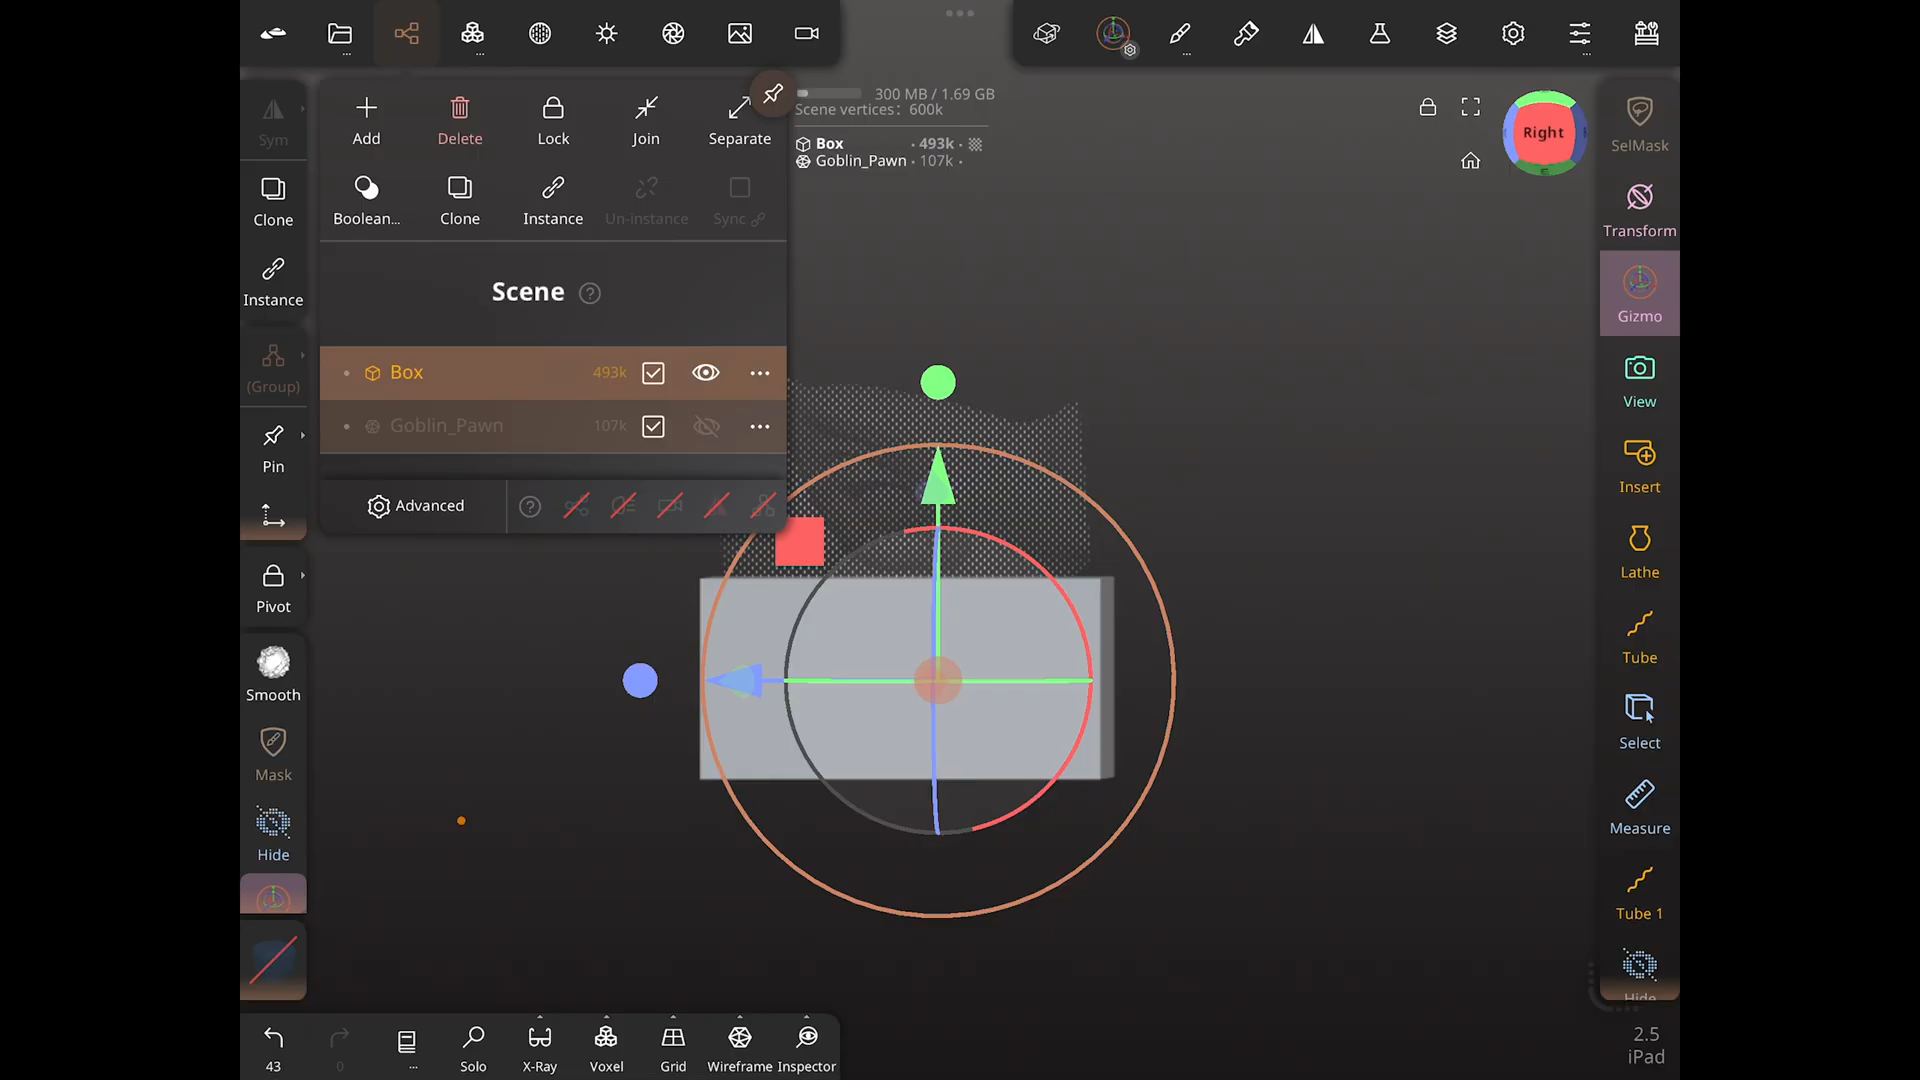 300 MB / 1.69 GB
Scene vertices: 600k
Box · 493k ·
Goblin_Pawn · 107k ·
Right
Sym
Clone
Instance
(Group)
Pin
Pivot
Smooth
Mask
Hide
Add
Delete
Lock
Join
Separate
Boolean...
Clone
Instance
Un-instance
Sync
Scene ?
Box 493k ...
Goblin_Pawn 107k ...
Advanced ?
SelMask
Transform
Gizmo
View
Insert
Lathe
Tube
Select
Measure
Tube 1
Hide
43
0
...
Solo
X-Ray
Voxel
Grid
Wireframe
Inspector
2.5
iPad